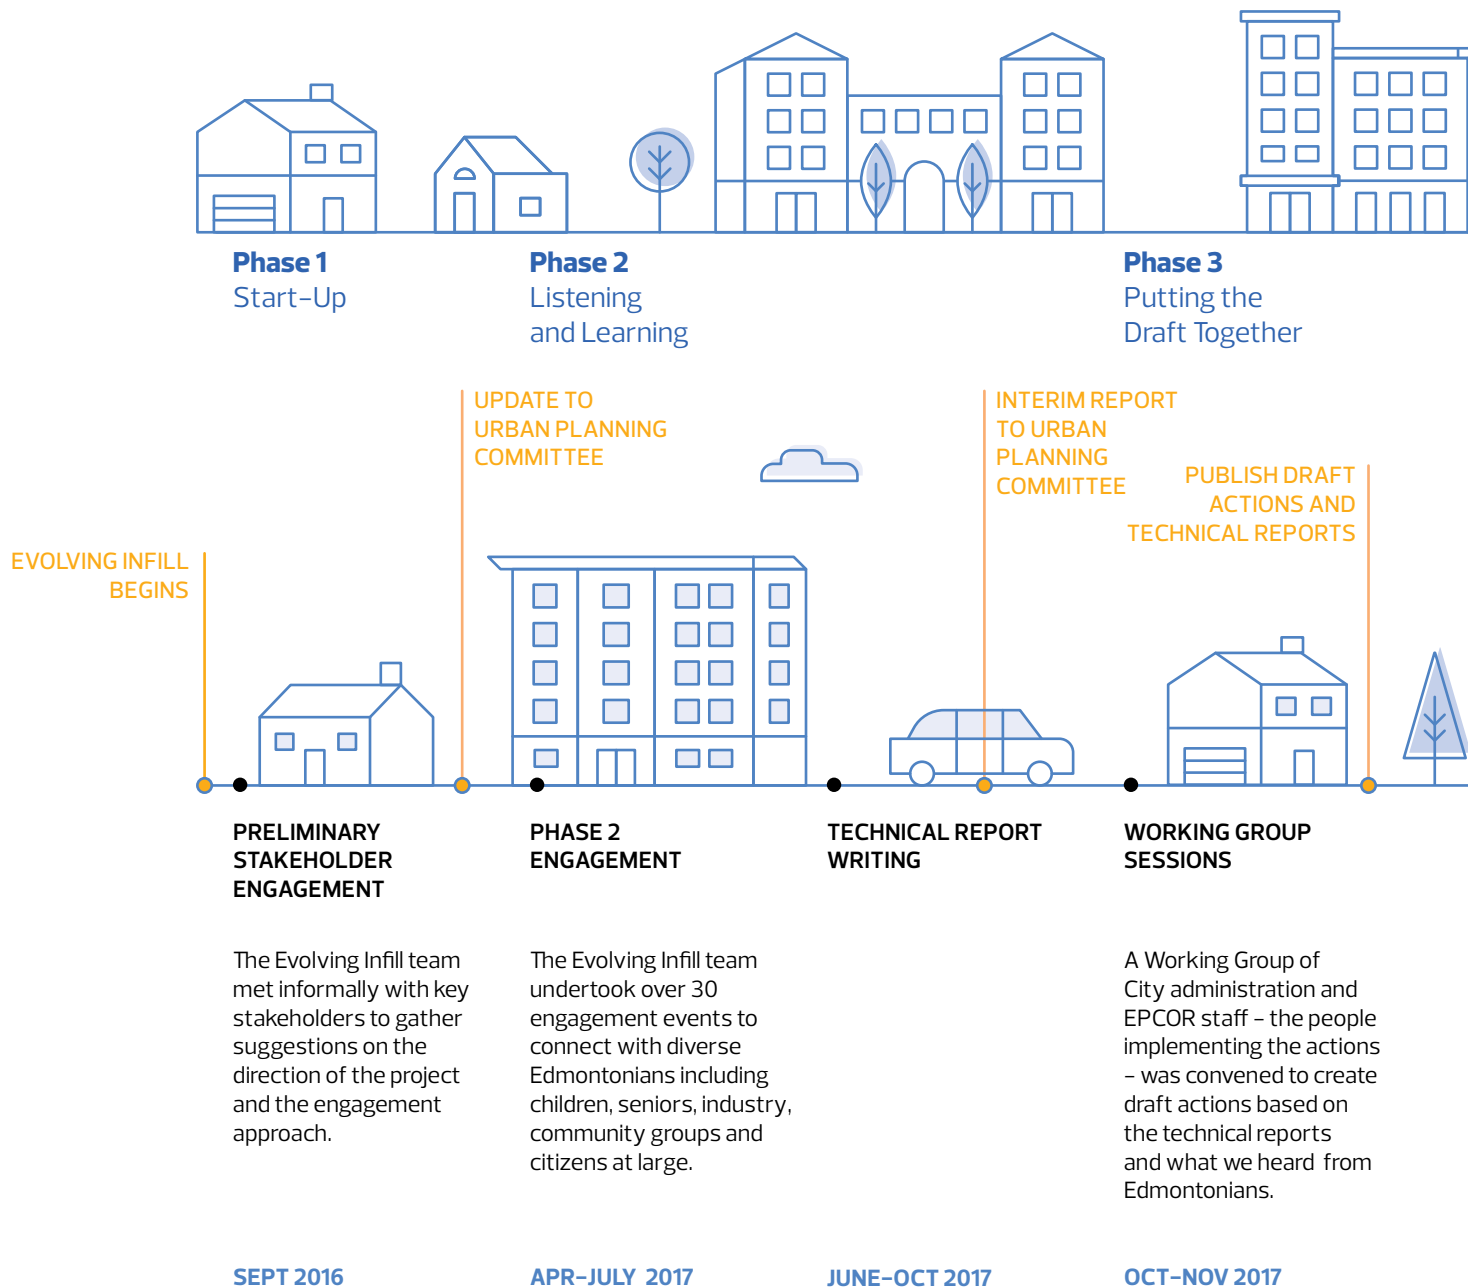 Phase 1
Start-Up
Phase 2
Listening
and Learning
Phase 3
Putting the
Draft Together
EVOLVING INFILL
BEGINS
UPDATE TO
URBAN PLANNING
COMMITTEE
INTERIM REPORT
TO URBAN
PLANNING
COMMITTEE
PUBLISH DRAFT
ACTIONS AND
TECHNICAL REPORTS
PRELIMINARY
STAKEHOLDER
ENGAGEMENT
The Evolving Infill team
met informally with key
stakeholders to gather
suggestions on the
direction of the project
and the engagement
approach.
SEPT 2016
PHASE 2
ENGAGEMENT
The Evolving Infill team
undertook over 30
engagement events to
connect with diverse
Edmontonians including
children, seniors, industry,
community groups and
citizens at large.
APR-JULY 2017
TECHNICAL REPORT
WRITING
JUNE-OCT 2017
WORKING GROUP
SESSIONS
A Working Group of
City administration and
EPCOR staff – the people
implementing the actions
– was convened to create
draft actions based on
the technical reports
and what we heard from
Edmontonians.
OCT-NOV 2017